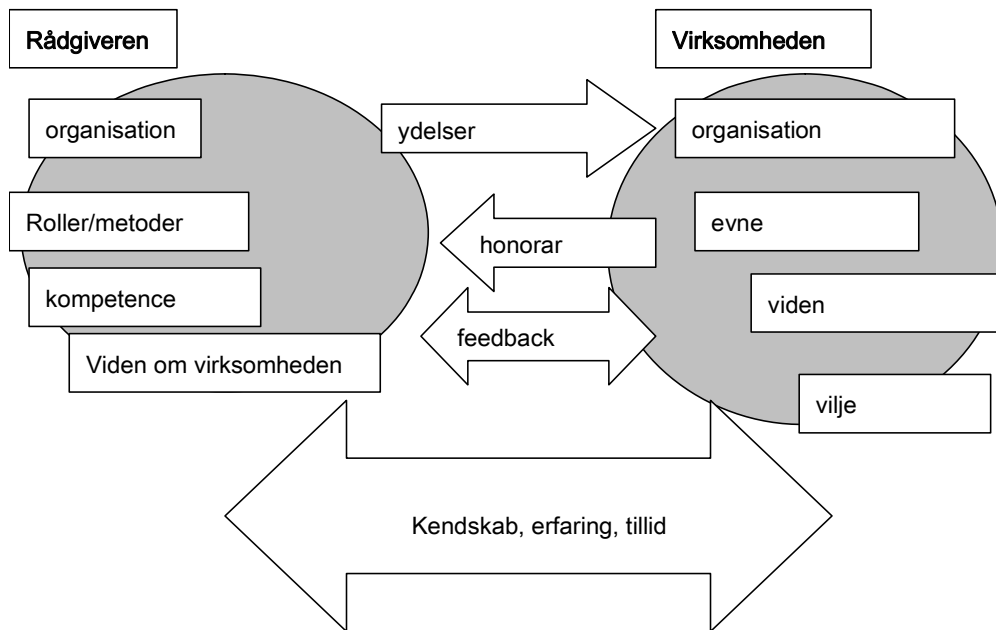 Rådgiveren
Virksomheden
organisation
ydelser
organisation
Roller/metoder
honorar
evne
kompetence
viden
feedback
Viden om virksomheden
vilje
Kendskab, erfaring, tillid